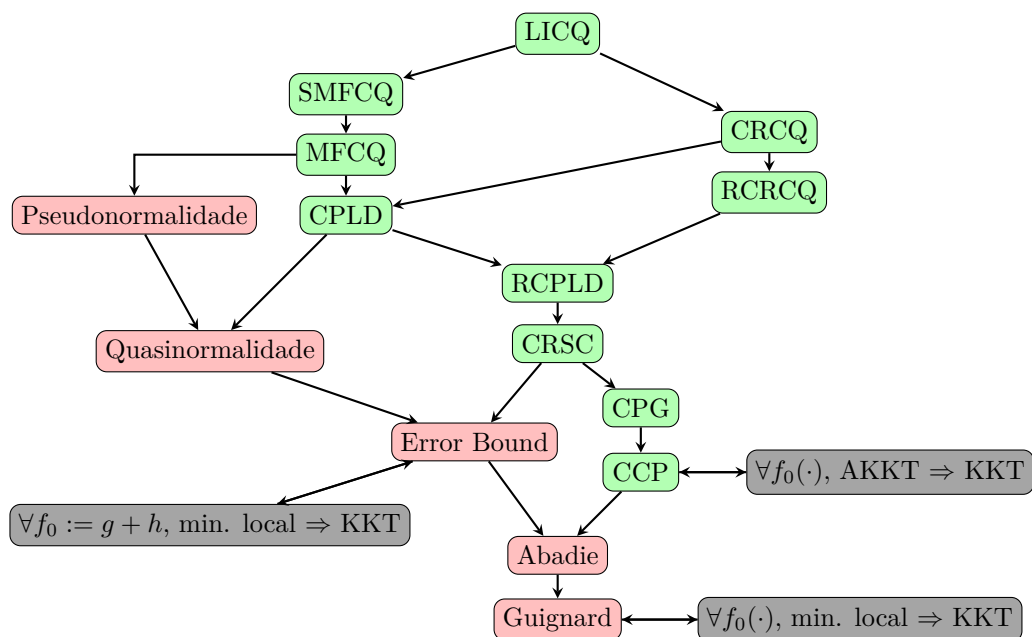 LICQ
SMFCQ
CRCQ
MFCQ
RCRCQ
Pseudonormalidade
CPLD
RCPLD
CRSC
Quasinormalidade
CPG
Error Bound
CCP
∀f₀(·), AKKT ⇒ KKT
∀f₀ := g + h, min. local ⇒ KKT
Abadie
Guignard
∀f₀(·), min. local ⇒ KKT